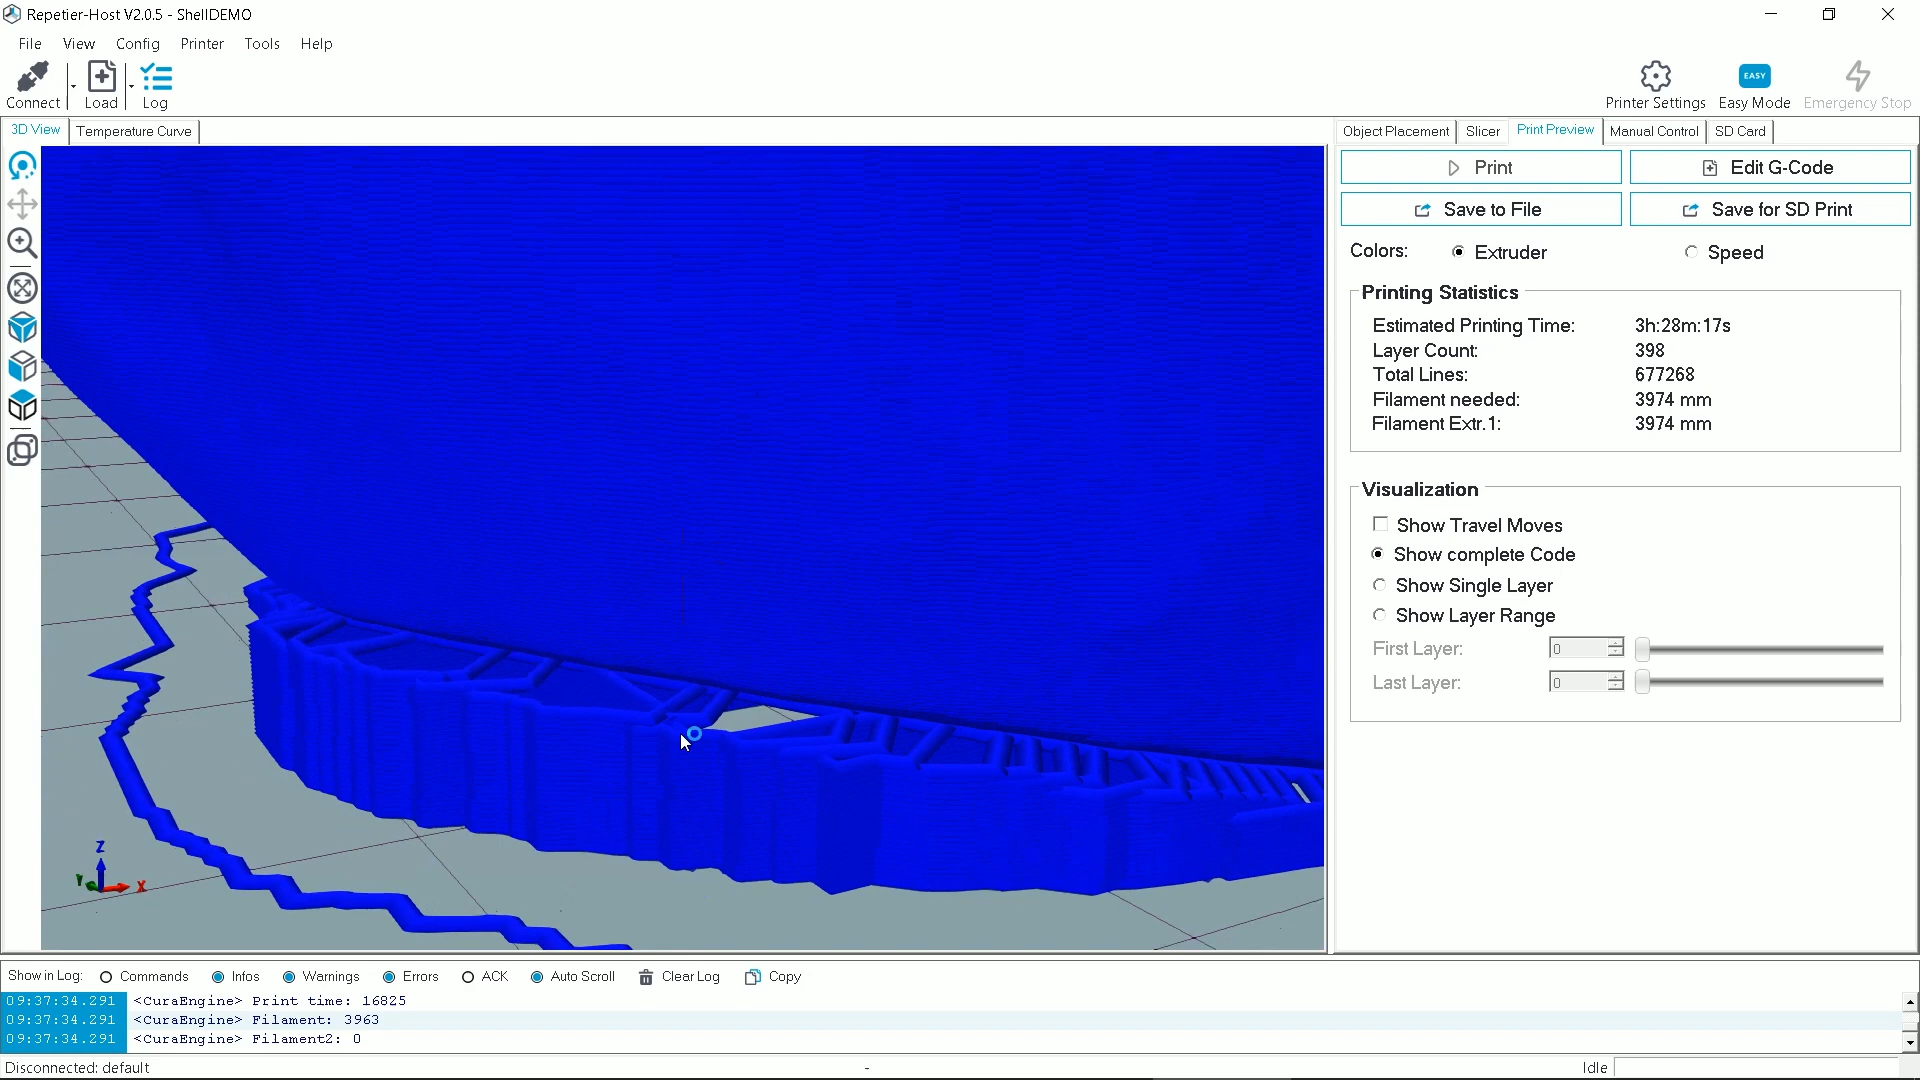 Repetier-Host V2.0.5 - ShellDEMO
File View Config Printer Tools Help
Connect Load Log
EASY
Printer Settings Easy Mode Emergency Stop
3D View Temperature Curve
Object Placement Slicer Print Preview Manual Control SD Card
Print Edit G-Code
Save to File Save for SD Print
Colors: Extruder Speed
Printing Statistics
Estimated Printing Time: 3h:28m:17s
Layer Count: 398
Total Lines: 677268
Filament needed: 3974 mm
Filament Extr.1: 3974 mm
Visualization
Show Travel Moves
Show complete Code
Show Single Layer
Show Layer Range
First Layer: 0
Last Layer: 0
Z
Y X
Show in Log: Commands Infos Warnings Errors ACK Auto Scroll Clear Log Copy
09:37:34.291 <CuraEngine> Print time: 16825
09:37:34.291 <CuraEngine> Filament: 3963
09:37:34.291 <CuraEngine> Filament2: 0
Disconnected: default - Idle